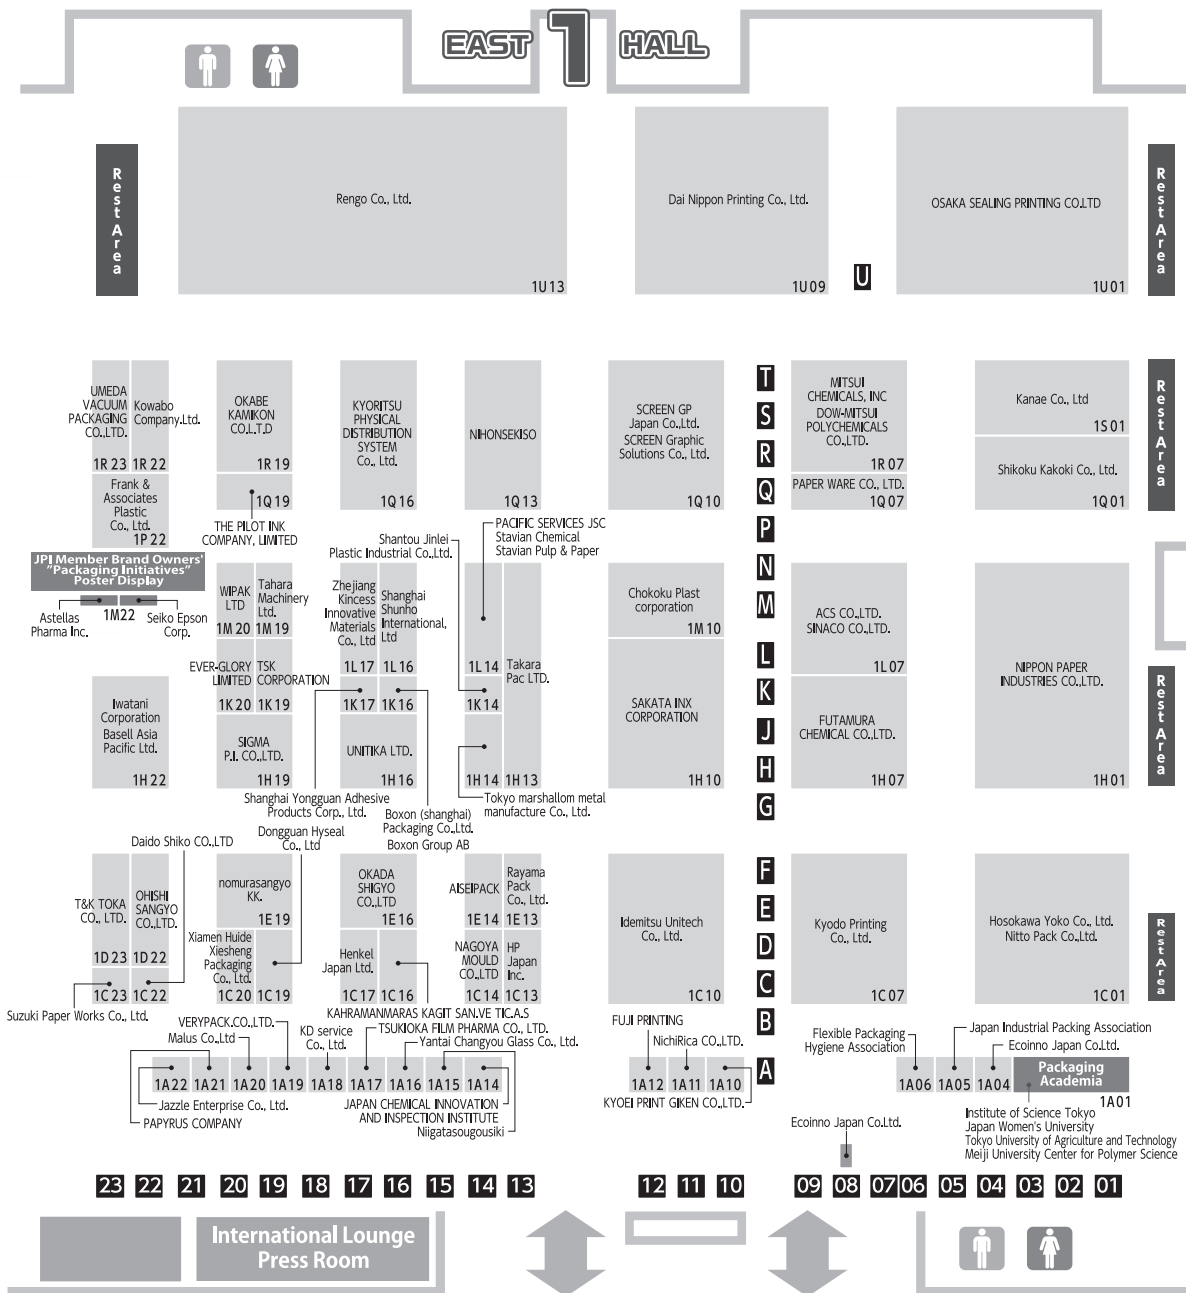 EAST 1 HALL
Rest Area
Rengo Co., Ltd.
1U13
Dai Nippon Printing Co., Ltd.
1U09
U
OSAKA SEALING PRINTING CO.LTD
1U01
Rest Area
UMEDA
VACUUM
PACKAGING
CO.,LTD.
1R23
Kowabo
Company.Ltd.
1R22
OKABE
KAMIKON
CO.L.T.D
1R19
KYORITSU
PHYSICAL
DISTRIBUTION
SYSTEM
Co., Ltd.
1Q16
NIHONSEKISO
1Q13
SCREEN GP
Japan Co.,Ltd.
SCREEN Graphic
Solutions Co., Ltd.
1Q10
T
S
R
Q
P
N
M
L
K
J
H
G
F
E
D
C
B
A
MITSUI
CHEMICALS, INC
DOW-MITSUI
POLYCHEMICALS
CO.,LTD.
1R07
PAPER WARE CO., LTD.
1Q07
Kanae Co., Ltd
1S01
Shikoku Kakoki Co., Ltd.
1Q01
Rest Area
Frank &
Associates
Plastic
Co., Ltd.
1P22
1Q19
THE PILOT INK
COMPANY, LIMITED
JPI Member Brand Owners'
"Packaging Initiatives"
Poster Display
1M22
Astellas
Pharma Inc.
Seiko Epson
Corp.
WIPAK
LTD
1M20
Tahara
Machinery
Ltd.
1M19
Zhejiang
Kincess
Innovative
Materials
Co., Ltd
1L17
Shanghai
Shunho
International,
Ltd
1L16
Shantou Jinlei
Plastic Industrial Co.,Ltd.
PACIFIC SERVICES JSC
Stavian Chemical
Stavian Pulp & Paper
1L14
Takara
Pac LTD.
1H13
Chokoku Plast
corporation
1M10
ACS CO.,LTD.
SINACO CO.,LTD.
1L07
NIPPON PAPER
INDUSTRIES CO.,LTD.
1H01
Rest Area
EVER-GLORY
LIMITED
1K20
TSK
CORPORATION
1K19
1K17
1K16
1K14
Iwatani
Corporation
Basell Asia
Pacific Ltd.
1H22
SIGMA
P.I. CO.,LTD.
1H19
UNITIKA LTD.
1H16
1H14
SAKATA INX
CORPORATION
1H10
FUTAMURA
CHEMICAL CO.,LTD.
1H07
Shanghai Yongguan Adhesive
Products Corp., Ltd.
Boxon (shanghai)
Packaging Co.,Ltd.
Boxon Group AB
Tokyo marshallom metal
manufacture Co., Ltd.
Daido Shiko CO.,LTD
Dongguan Hyseal
Co., Ltd
T&K TOKA
CO., LTD.
1D23
OHISHI
SANGYO
CO.,LTD.
1D22
nomurasangyo
KK.
1E19
OKADA
SHIGYO
CO.,LTD
1E16
AISEIPACK
1E14
Rayama
Pack
Co., Ltd.
1E13
Idemitsu Unitech
Co., Ltd.
1C10
Kyodo Printing
Co., Ltd.
1C07
Hosokawa Yoko Co., Ltd.
Nitto Pack Co.,Ltd.
1C01
Rest Area
1C23
1C22
Xiamen Huide
Xiesheng
Packaging
Co., Ltd.
1C20
1C19
Henkel
Japan Ltd.
1C17
1C16
NAGOYA
MOULD
CO.,LTD
1C14
HP
Japan
Inc.
1C13
Suzuki Paper Works Co., Ltd.
KAHRAMANMARAS KAGIT SAN.VE TIC.A.S
VERYPACK.CO.,LTD.
Malus Co.,Ltd
KD service
Co., Ltd.
TSUKIOKA FILM PHARMA CO., LTD.
Yantai Changyou Glass Co., Ltd.
FUJI PRINTING
NichiRica CO.,LTD.
Flexible Packaging
Hygiene Association
Japan Industrial Packing Association
Ecoinno Japan Co.Ltd.
1A22
1A21
1A20
1A19
1A18
1A17
1A16
1A15
1A14
1A12
1A11
1A10
1A06
1A05
1A04
Packaging
Academia
1A01
Jazzle Enterprise Co., Ltd.
PAPYRUS COMPANY
JAPAN CHEMICAL INNOVATION
AND INSPECTION INSTITUTE
Niigatasougousiki
KYOEI PRINT GIKEN CO.,LTD.
Ecoinno Japan Co.Ltd.
Institute of Science Tokyo
Japan Women's University
Tokyo University of Agriculture and Technology
Meiji University Center for Polymer Science
23 22 21 20 19 18 17 16 15 14 13 12 11 10 09 08 07 06 05 04 03 02 01
International Lounge
Press Room